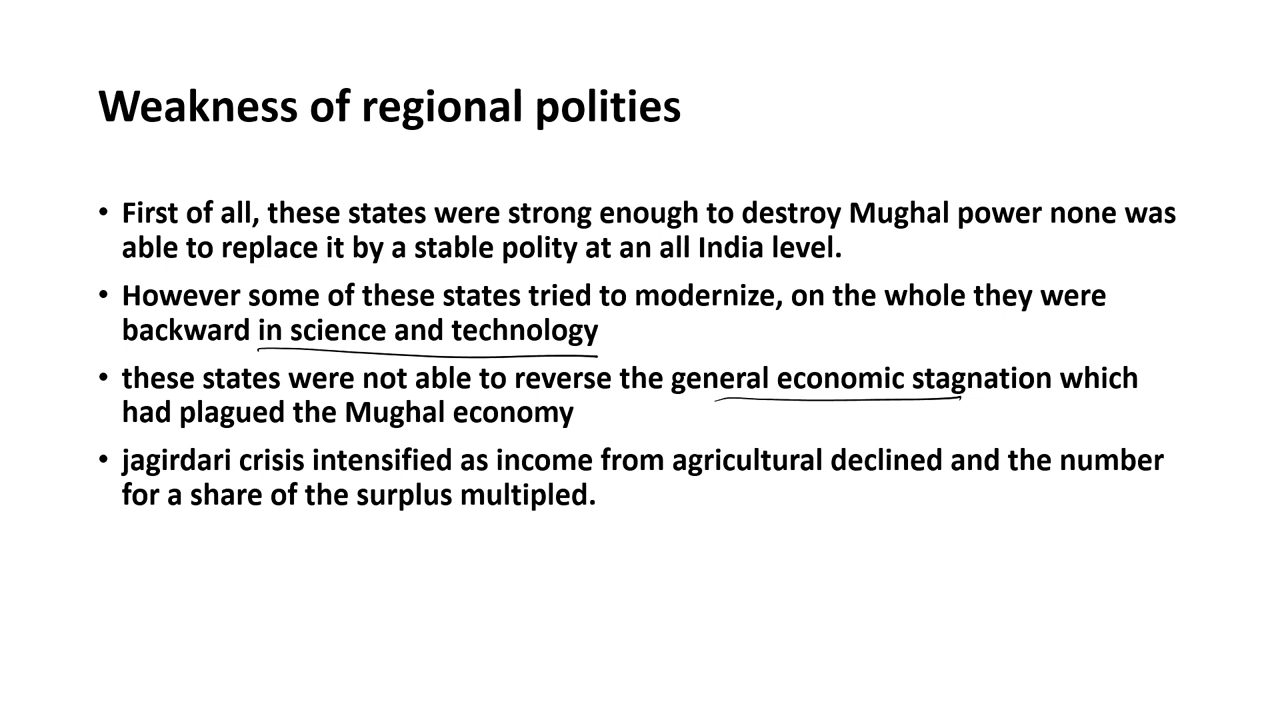 Weakness of regional polities
• First of all, these states were strong enough to destroy Mughal power none was
able to replace it by a stable polity at an all India level.
• However some of these states tried to modernize, on the whole they were
backward in science and technology
• these states were not able to reverse the general economic stagnation which
had plagued the Mughal economy
• jagirdari crisis intensified as income from agricultural declined and the number
for a share of the surplus multipled.